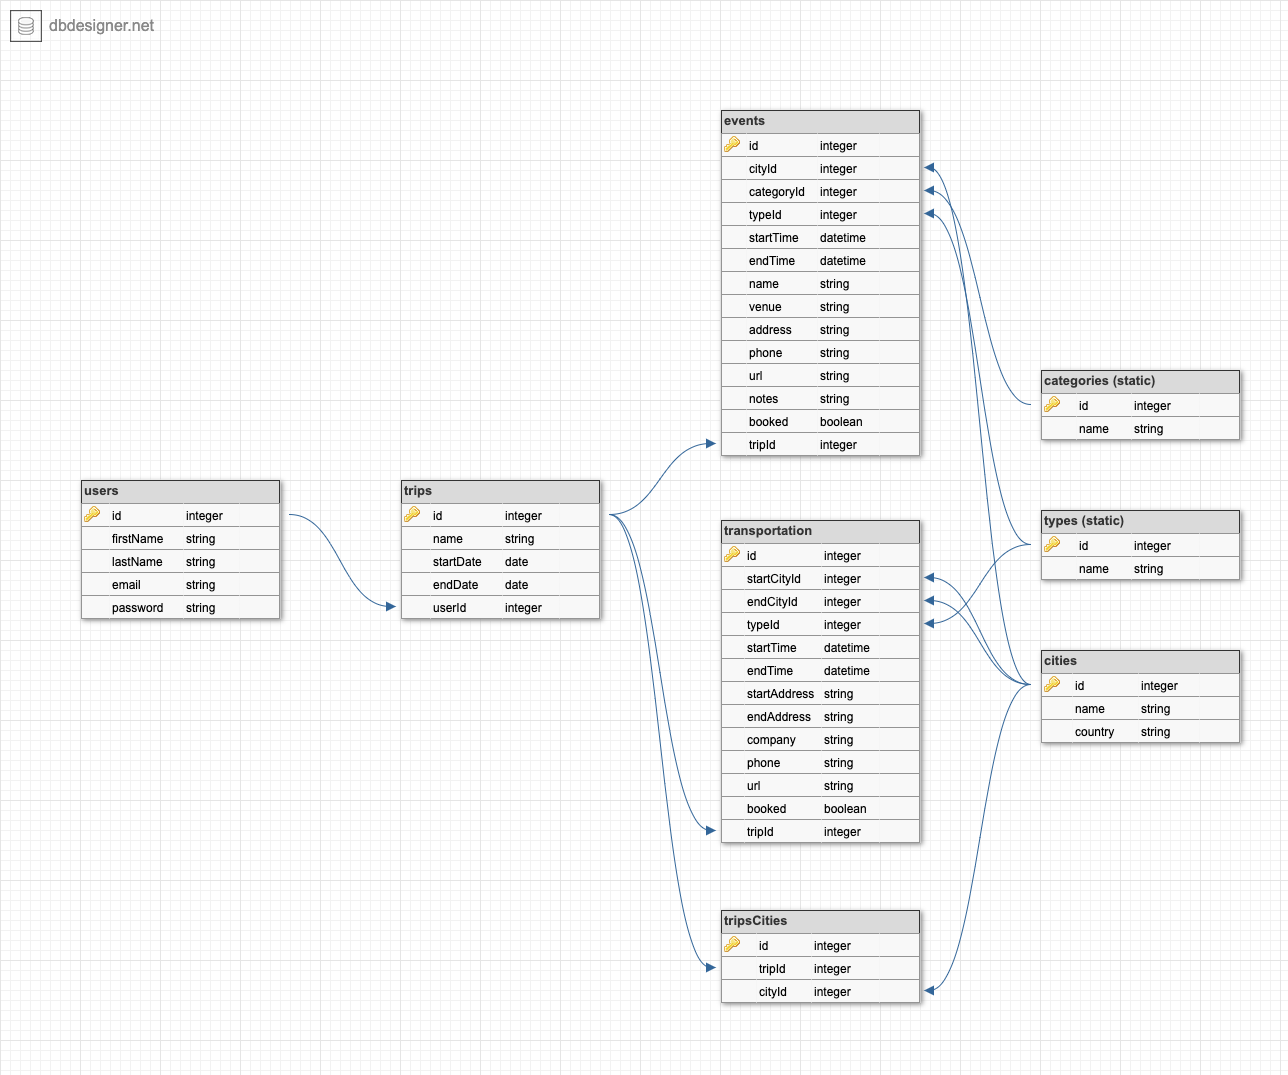 dbdesigner.net
events
id integer
cityId integer
categoryId integer
typeId integer
startTime datetime
endTime datetime
name string
venue string
address string
phone string
url string
notes string
booked boolean
tripId integer
categories (static)
id integer
name string
users
id integer
firstName string
lastName string
email string
password string
trips
id integer
name string
startDate date
endDate date
userId integer
transportation
id integer
startCityId integer
endCityId integer
typeId integer
startTime datetime
endTime datetime
startAddress string
endAddress string
company string
phone string
url string
booked boolean
tripId integer
types (static)
id integer
name string
cities
id integer
name string
country string
tripsCities
id integer
tripId integer
cityId integer